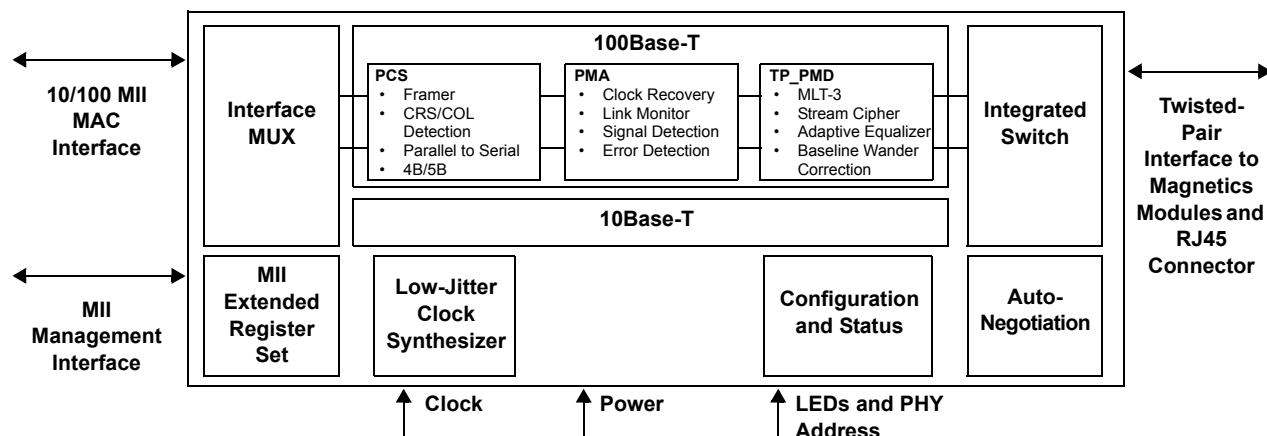 10/100 MII
MAC
Interface
MII
Management
Interface
Interface
MUX
100Base-T
PCS
• Framer
• CRS/COL
Detection
• Parallel to Serial
• 4B/5B
PMA
• Clock Recovery
• Link Monitor
• Signal Detection
• Error Detection
TP_PMD
• MLT-3
• Stream Cipher
• Adaptive Equalizer
• Baseline Wander
Correction
10Base-T
Integrated
Switch
MII
Extended
Register
Set
Low-Jitter
Clock
Synthesizer
Configuration
and Status
Auto-
Negotiation
Twisted-
Pair
Interface to
Magnetics
Modules and
RJ45
Connector
Clock
Power
LEDs and PHY
Address